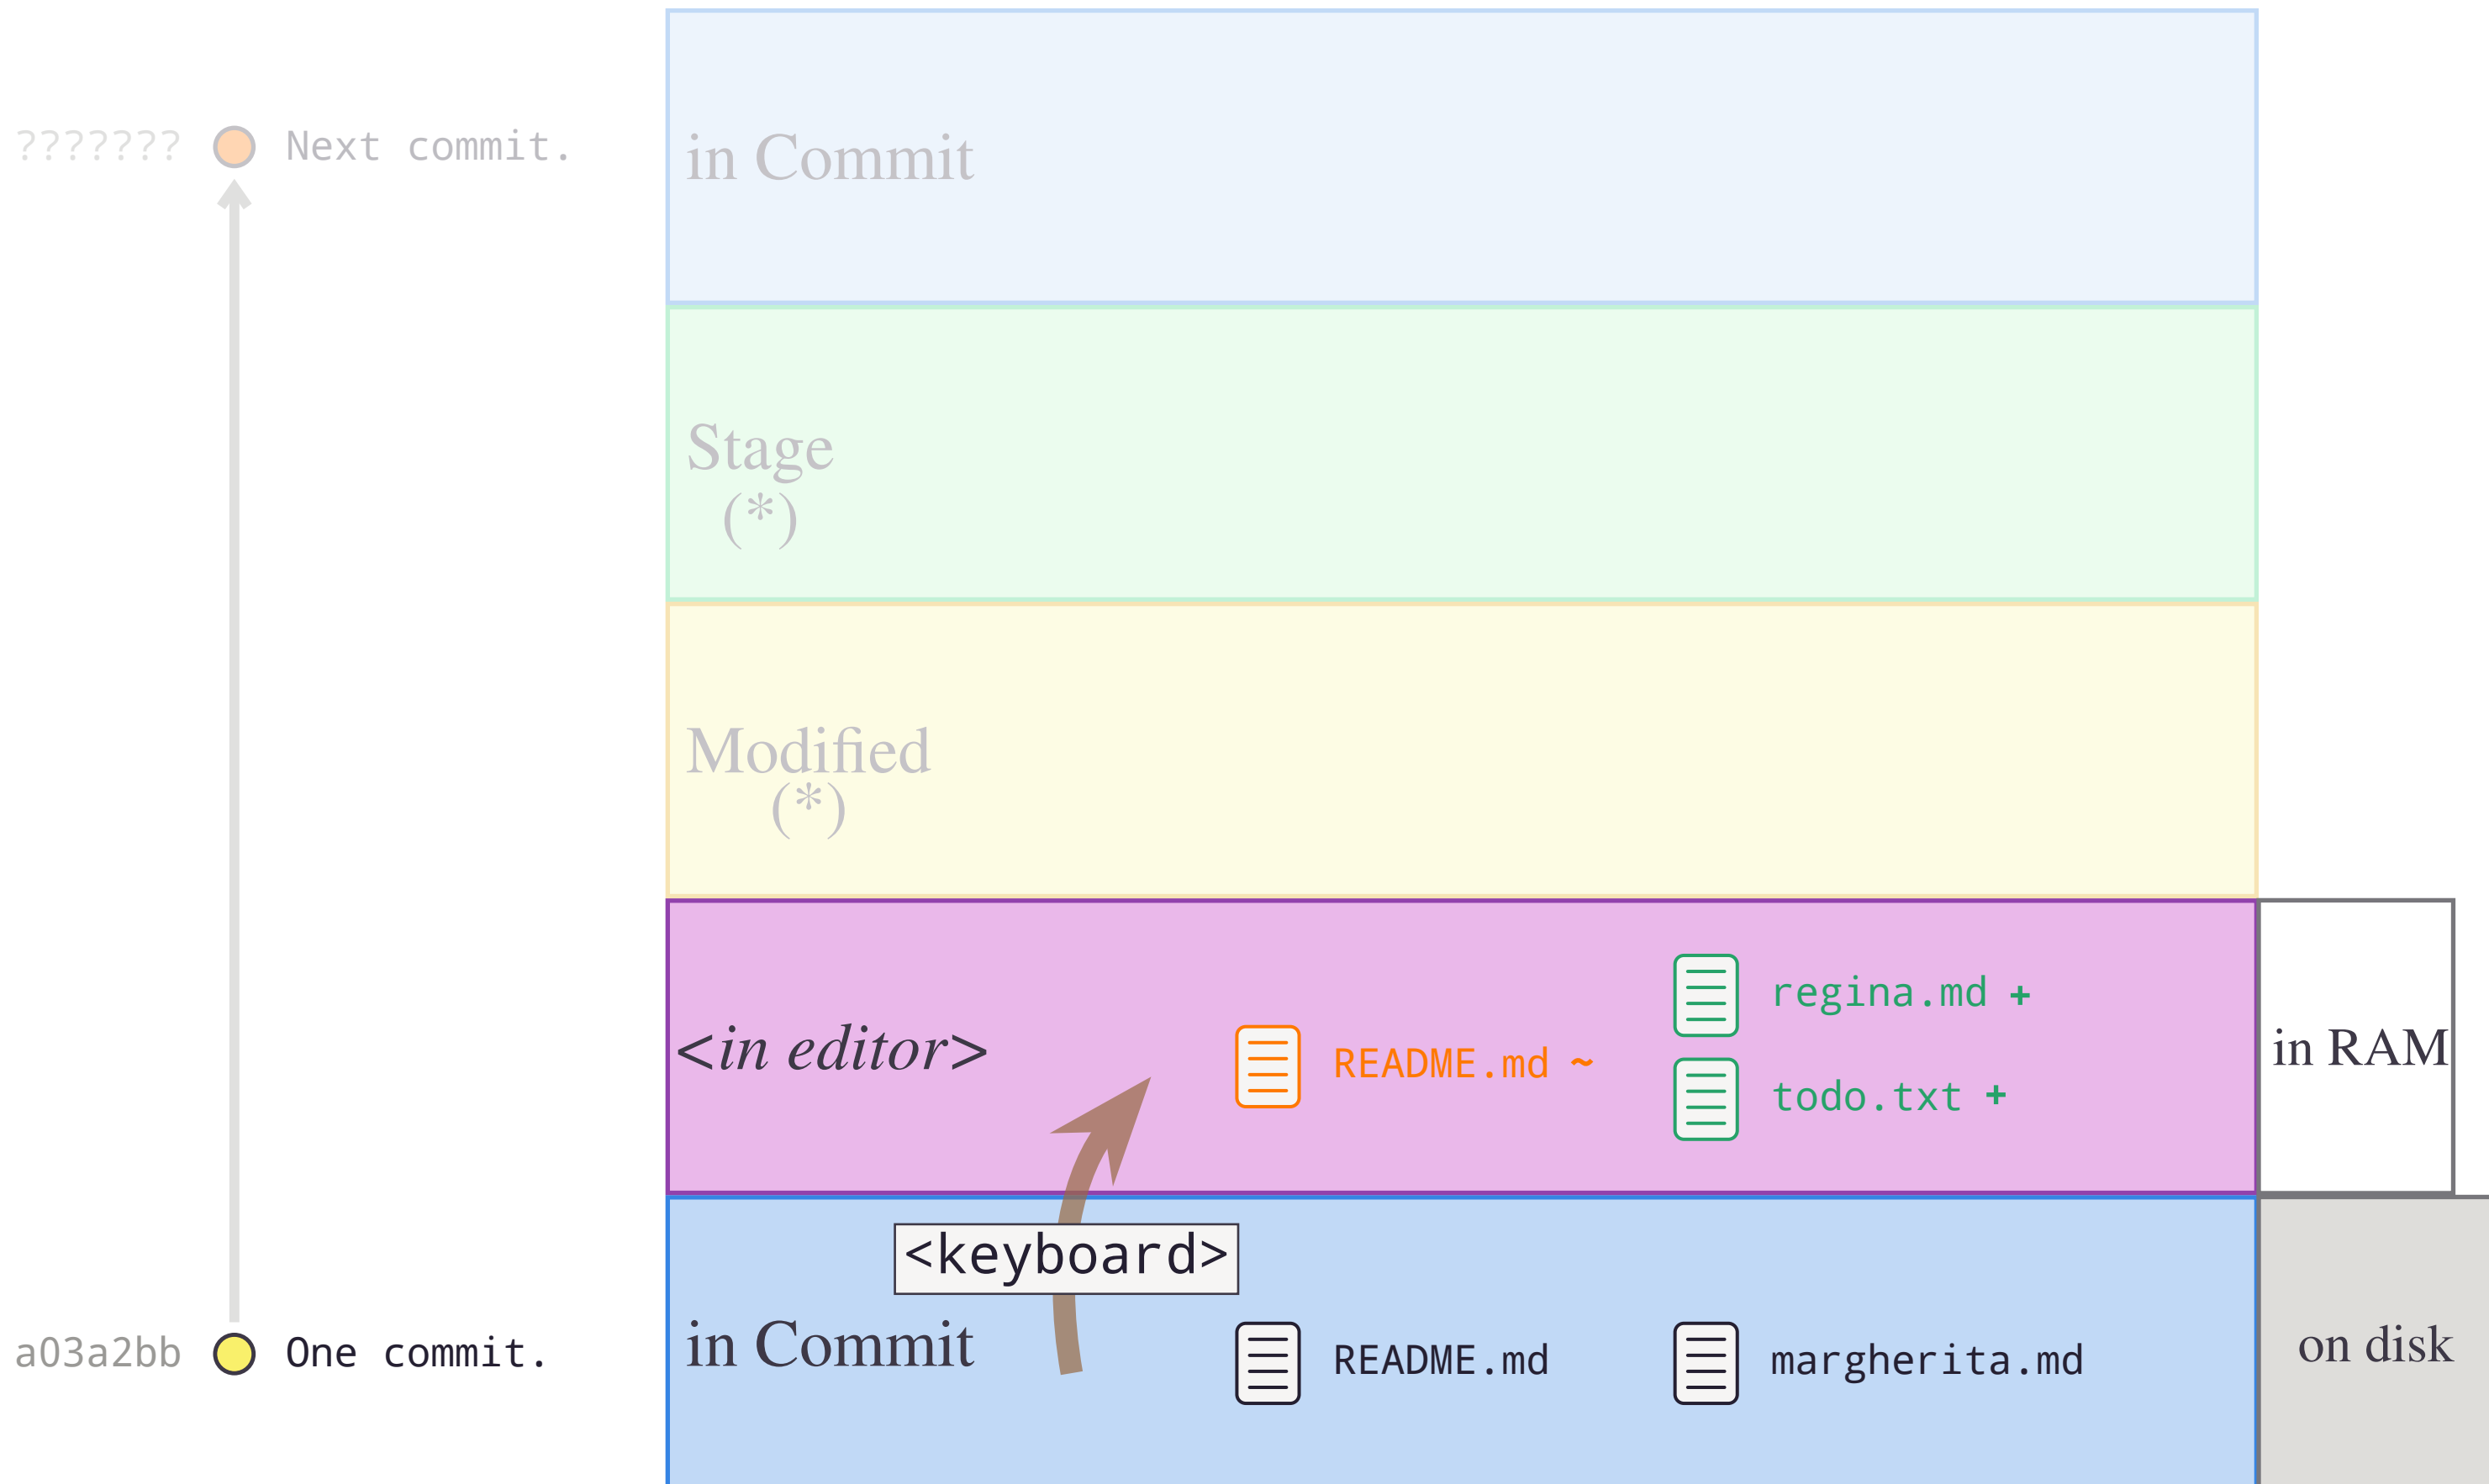 ??????? Next commit.
in Commit
Stage
(*)
Modified
(*)
<in editor>
README.md ~
regina.md +
todo.txt +
in RAM
<keyboard>
a03a2bb One commit.
in Commit
README.md
margherita.md
on disk